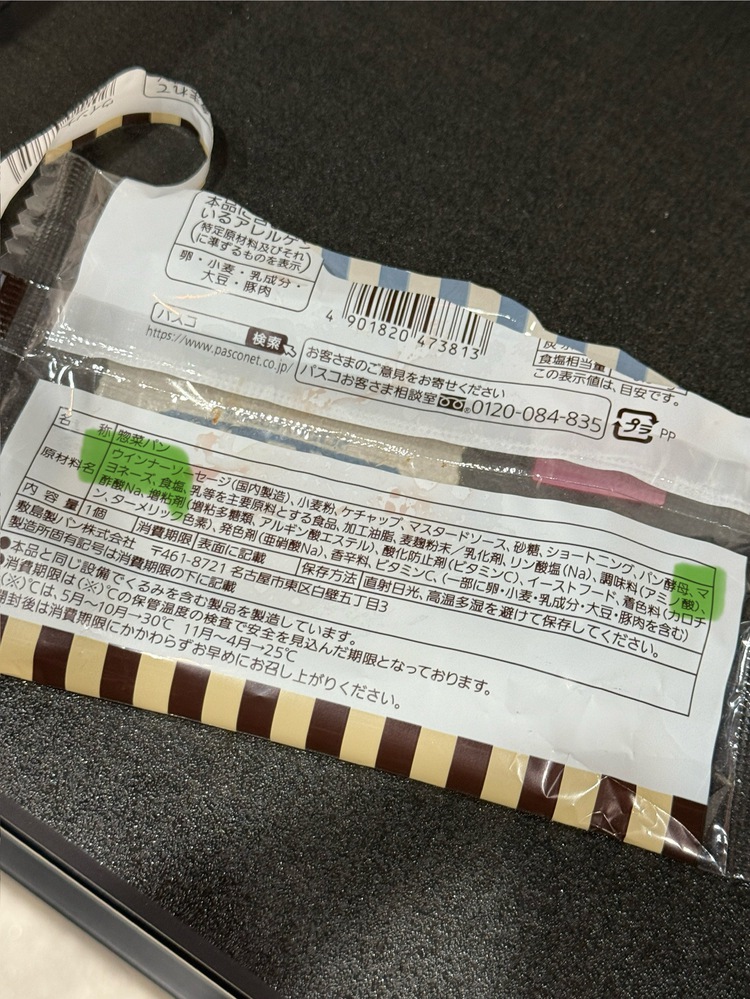 本品に含
いるアレルゲン
(特定原材料及びそれ
に準ずるものを表示)
卵・小麦・乳成分・
大豆・豚肉
4 901820 473813
食塩相当量
この表示値は、目安です。
パスコ 検索
https://www.pasconet.co.jp/
お客さまのご意見をお寄せください
パスコお客さま相談室 0120-084-835
プラ PP
名 称 惣菜パン
原材料名 ウインナーソーセージ(国内製造)、小麦粉、ケチャップ、マスタードソース、砂糖、ショートニング、パン酵母、マ
ヨネーズ、食塩、乳等を主要原料とする食品、加工油脂、麦麹粉末/乳化剤、リン酸塩(Na)、調味料(アミノ酸)、
酢酸Na、増粘剤(増粘多糖類、アルギン酸エステル)、酸化防止剤(ビタミンC)、イーストフード、着色料(カロチ
ン、ターメリック色素)、発色剤(亜硝酸Na)、香辛料、ビタミンC、(一部に卵・小麦・乳成分・大豆・豚肉を含む)
内 容 量 1個 消費期限 表面に記載 保存方法 直射日光、高温多湿を避けて保存してください。
敷島製パン株式会社 〒461-8721 名古屋市東区白壁五丁目3
製造所固有記号は消費期限の下に記載
●本品と同じ設備でくるみを含む製品を製造しています。
消費期限は(※)℃の保管温度の検査で安全を見込んだ期限となっております。
(※)℃は、5月〜10月→30℃ 11月〜4月→25℃
開封後は消費期限にかかわらずお早めにお召し上がりください。